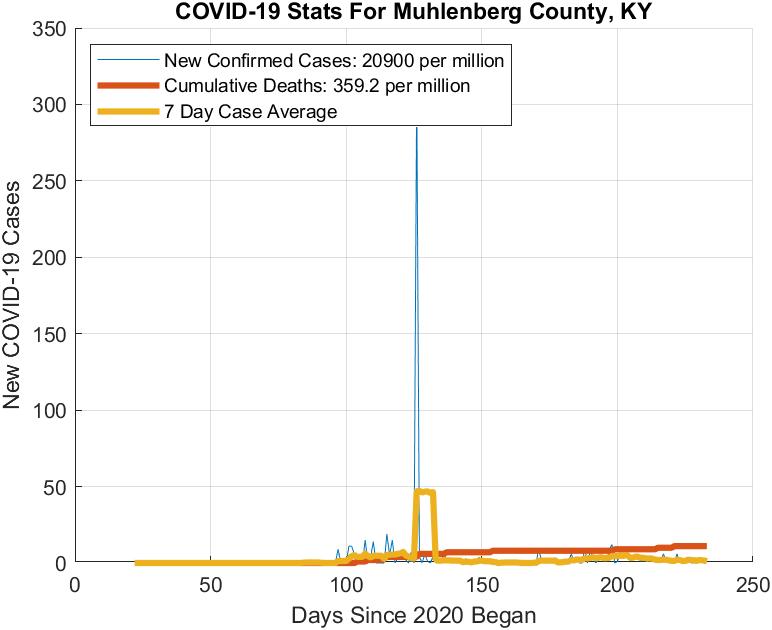 COVID-19 Stats For Muhlenberg County, KY
New Confirmed Cases: 20900 per million
Cumulative Deaths: 359.2 per million
7 Day Case Average
New COVID-19 Cases
350
300
250
200
150
100
50
0
0 50 100 150 200 250
Days Since 2020 Began